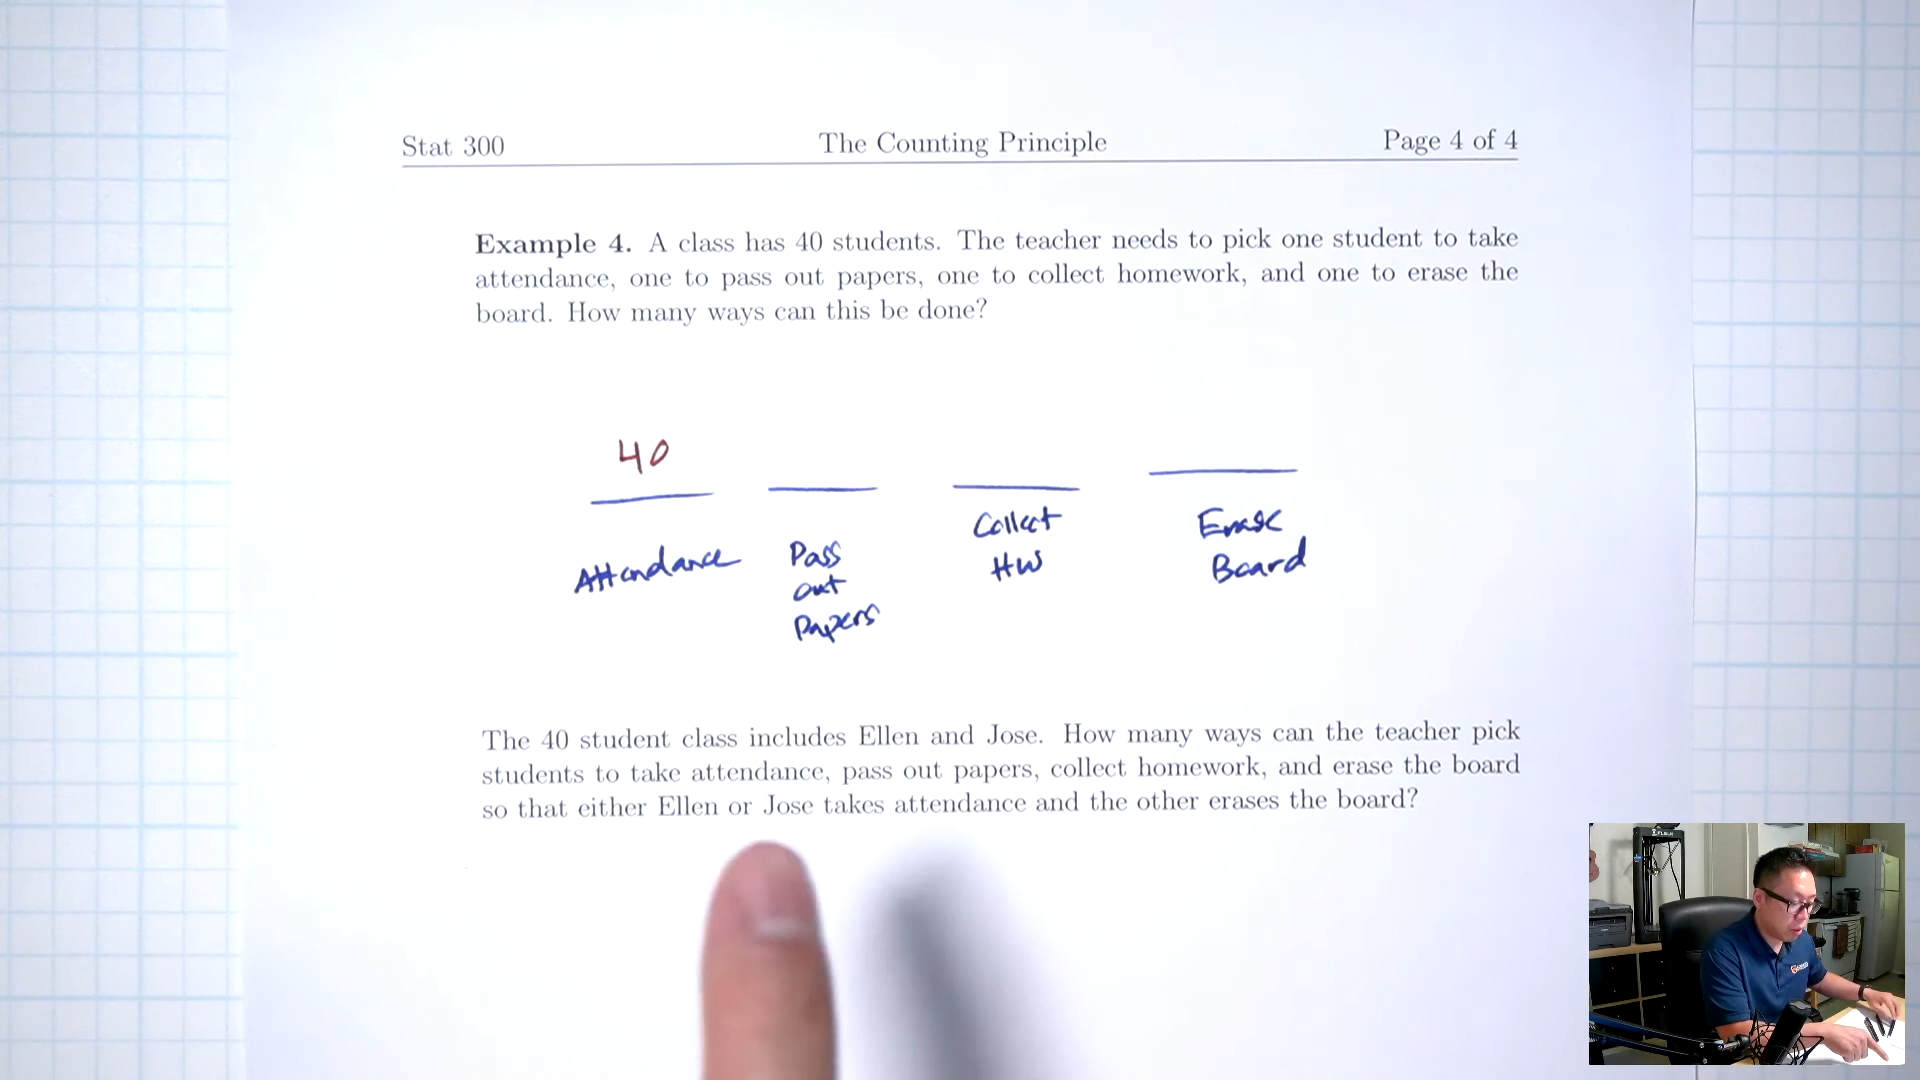 Stat 300 The Counting Principle Page 4 of 4
Example 4. A class has 40 students. The teacher needs to pick one student to take
attendance, one to pass out papers, one to collect homework, and one to erase the
board. How many ways can this be done?
40
Attendance
Pass
out
Papers
Collect
HW
Erase
Board
The 40 student class includes Ellen and Jose. How many ways can the teacher pick
students to take attendance, pass out papers, collect homework, and erase the board
so that either Ellen or Jose takes attendance and the other erases the board?